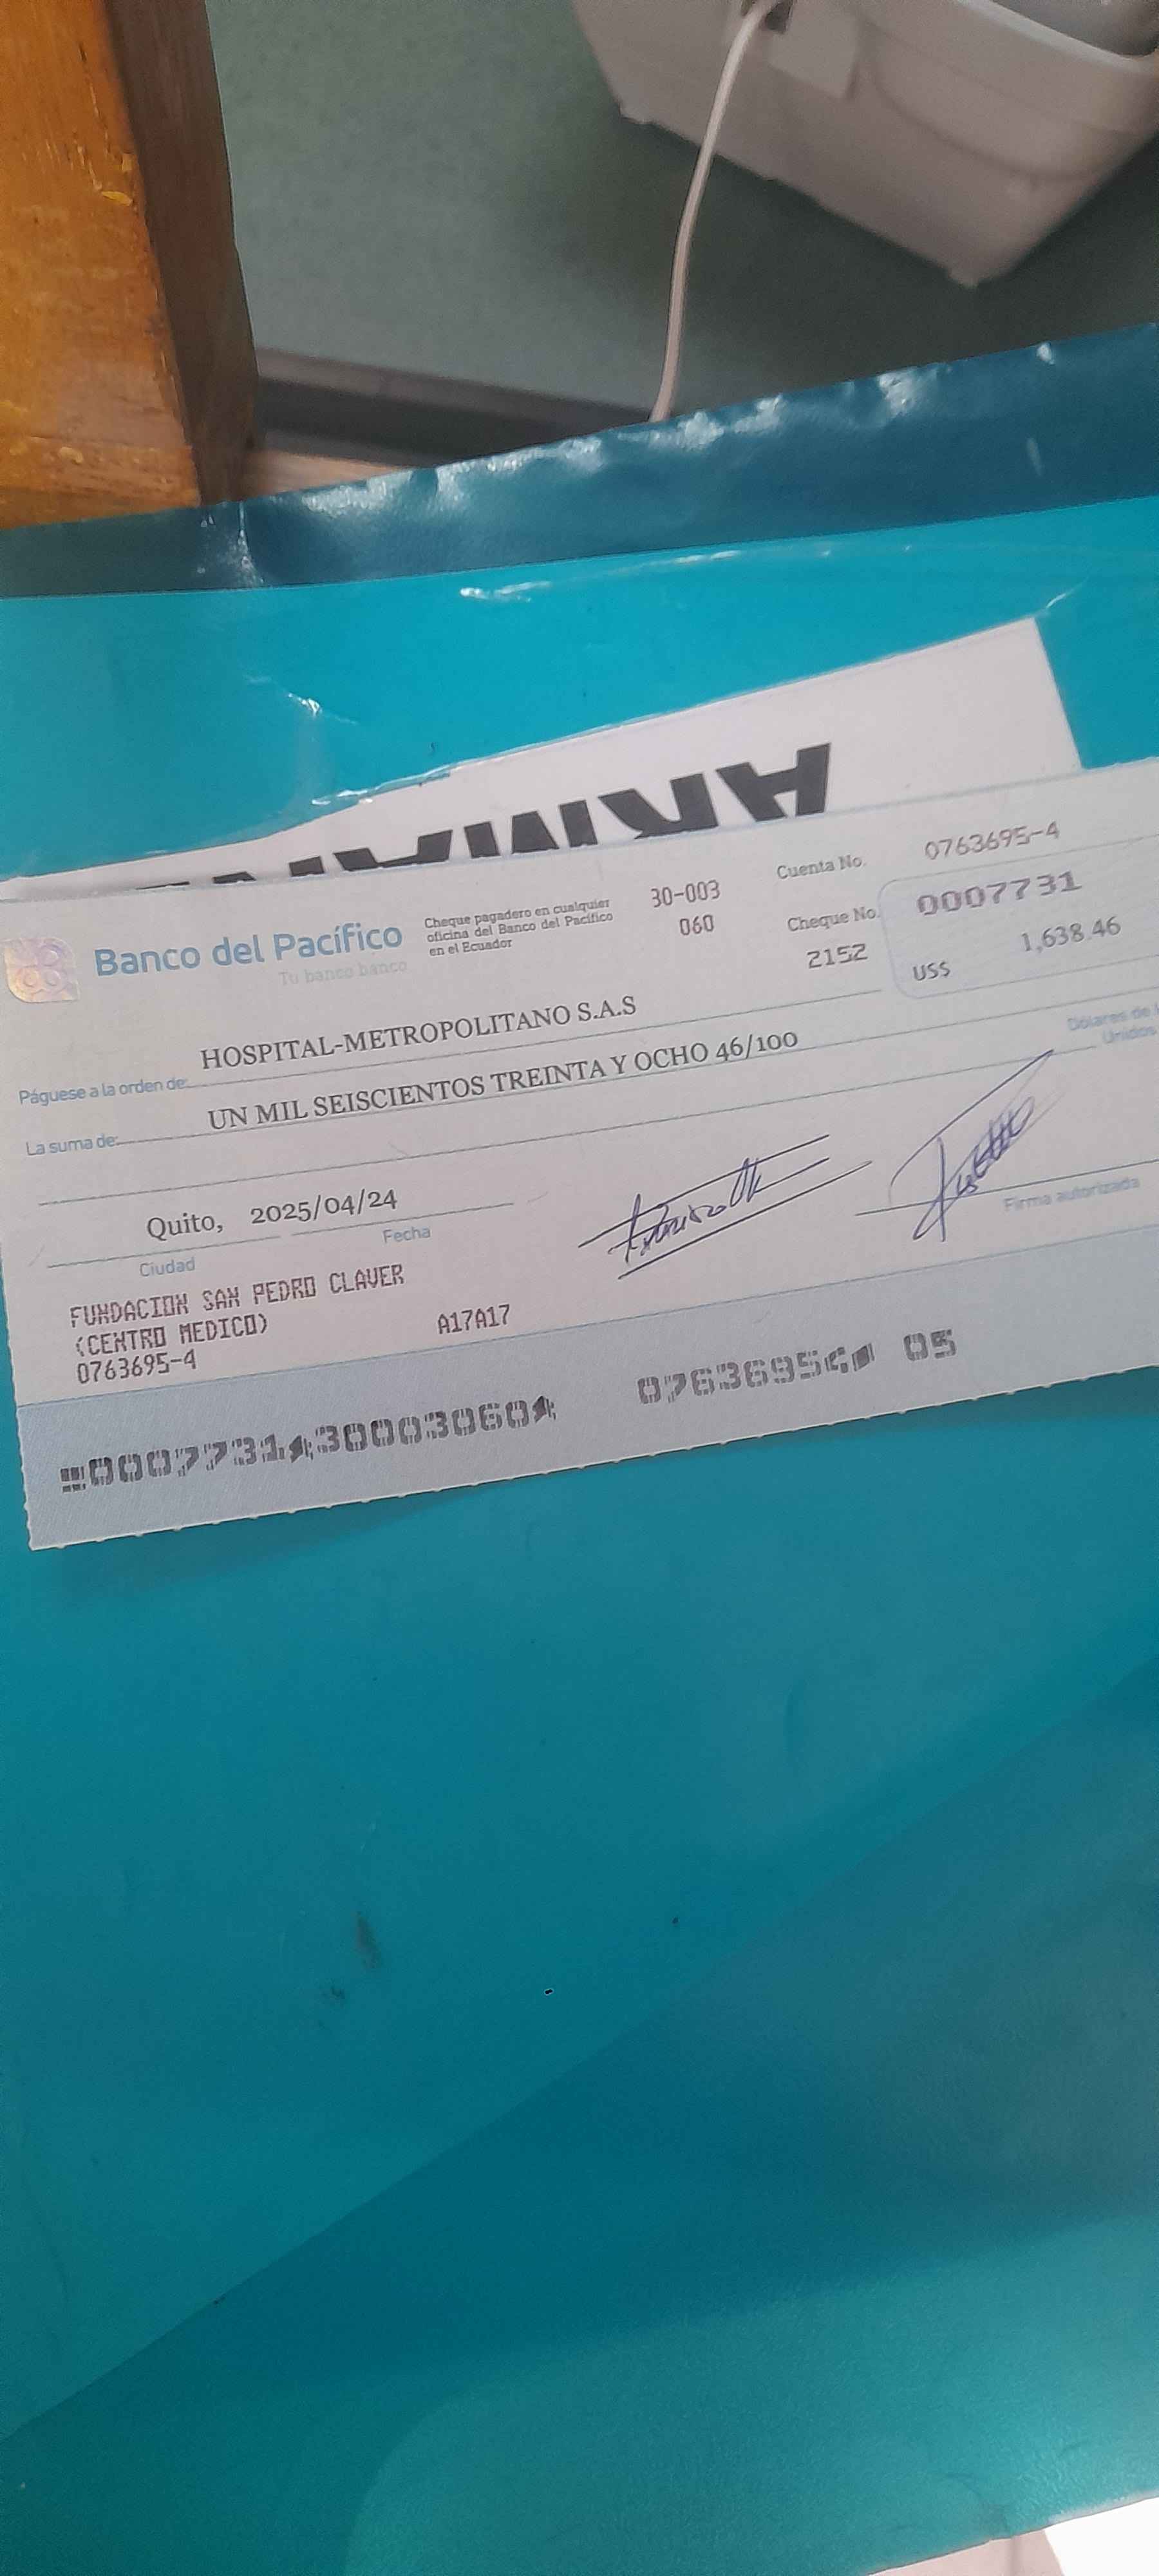 Banco del Pacífico
Tu banco banco
Cheque pagadero en cualquier
oficina del Banco del Pacífico
en el Ecuador
30-003
060
Cuenta No. 0763695-4
Cheque No. 0007731
2152
US$ 1,638.46
Páguese a la orden de: HOSPITAL-METROPOLITANO S.A.S
La suma de: UN MIL SEISCIENTOS TREINTA Y OCHO 46/100
Dólares de
Unidos
Quito, 2025/04/24
Ciudad
Fecha
Firma autorizada
FUNDACION SAN PEDRO CLAVER
(CENTRO MEDICO)
0763695-4
A17A17
0007731 30003060 07636954 05